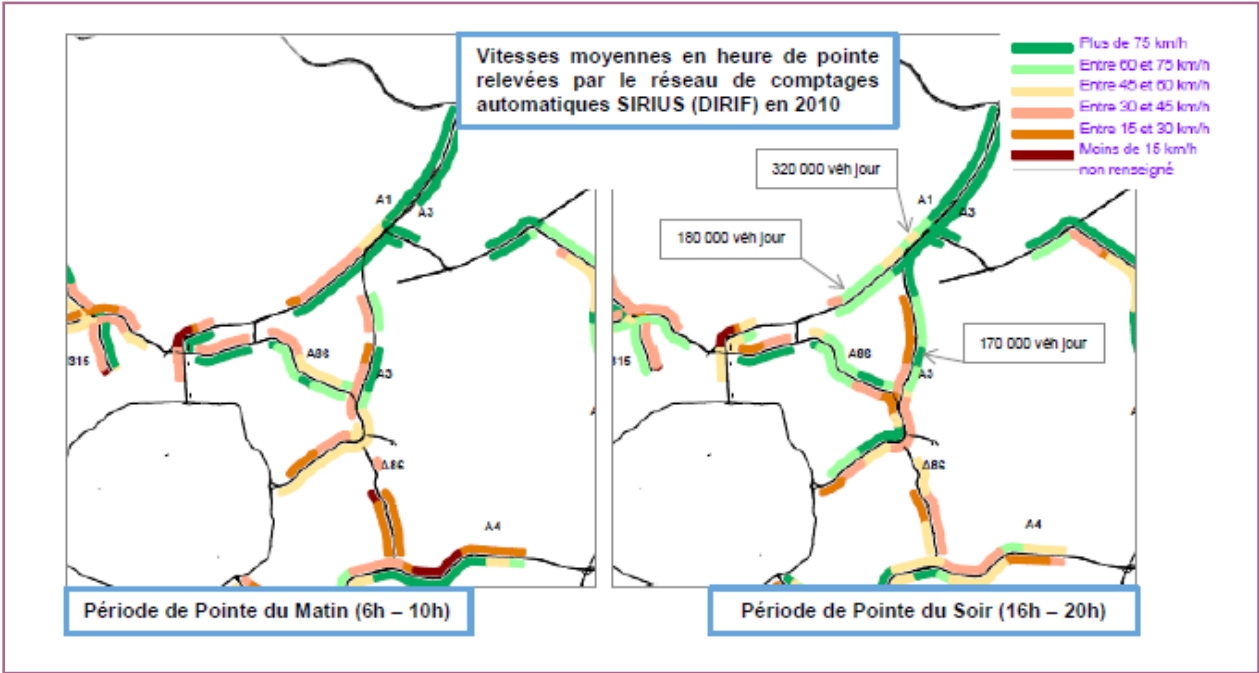 Vitesses moyennes en heure de pointe
relevées par le réseau de comptages
automatiques SIRIUS (DIRIF) en 2010
Plus de 75 km/h
Entre 60 et 75 km/h
Entre 45 et 60 km/h
Entre 30 et 45 km/h
Entre 15 et 30 km/h
Moins de 15 km/h
non renseigné
A1
A3
315
A86
A3
A86
A4
Période de Pointe du Matin (6h – 10h)
320 000 véh jour
A1
A3
180 000 véh jour
170 000 véh jour
315
A86
A3
A86
A4
Période de Pointe du Soir (16h – 20h)